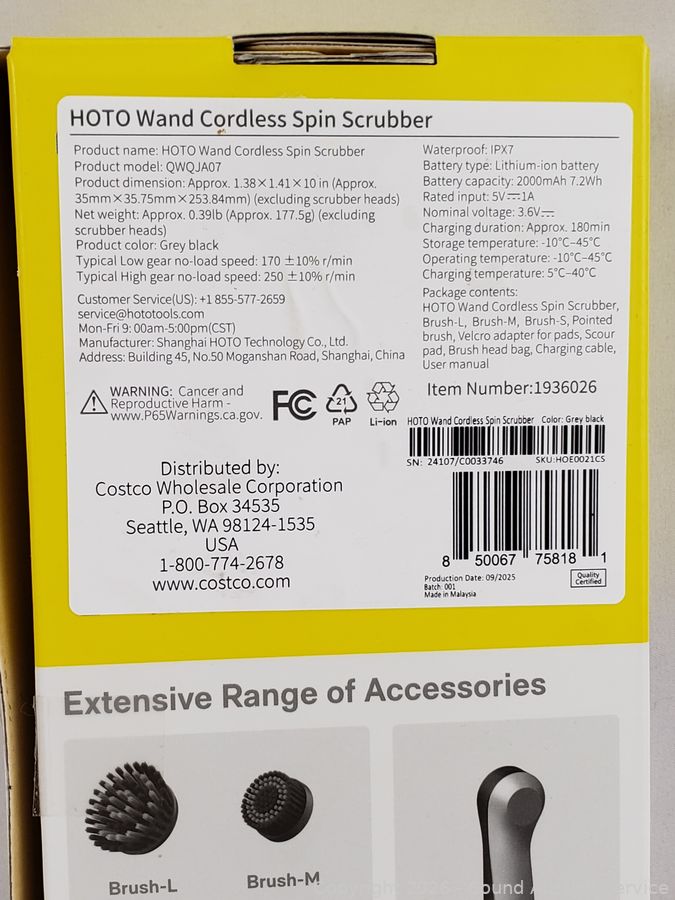 HOTO Wand Cordless Spin Scrubber
Product name: HOTO Wand Cordless Spin Scrubber
Product model: QWQJA07
Product dimension: Approx. 1.38×1.41×10 in (Approx.
35mm×35.75mm×253.84mm) (excluding scrubber heads)
Net weight: Approx. 0.39lb (Approx. 177.5g) (excluding
scrubber heads)
Product color: Grey black
Typical Low gear no-load speed: 170 ±10% r/min
Typical High gear no-load speed: 250 ±10% r/min
Customer Service(US): +1 855-577-2659
service@hototools.com
Mon-Fri 9: 00am-5:00pm(CST)
Manufacturer: Shanghai HOTO Technology Co., Ltd.
Address: Building 45, No.50 Moganshan Road, Shanghai, China
Waterproof: IPX7
Battery type: Lithium-ion battery
Battery capacity: 2000mAh 7.2Wh
Rated input: 5V⎓1A
Nominal voltage: 3.6V⎓
Charging duration: Approx. 180min
Storage temperature: -10°C–45°C
Operating temperature: -10°C–45°C
Charging temperature: 5°C–40°C
Package contents:
HOTO Wand Cordless Spin Scrubber,
Brush-L, Brush-M, Brush-S, Pointed
brush, Velcro adapter for pads, Scour
pad, Brush head bag, Charging cable,
User manual
WARNING: Cancer and
Reproductive Harm -
www.P65Warnings.ca.gov.
FC
21
PAP
Li-ion
Item Number:1936026
HOTO Wand Cordless Spin Scrubber Color: Grey black
SN: 24107/C0033746 SKU:HOE0021CS
Distributed by:
Costco Wholesale Corporation
P.O. Box 34535
Seattle, WA 98124-1535
USA
1-800-774-2678
www.costco.com
8 50067 75818 1
Production Date: 09/2025
Batch: 001
Made in Malaysia
Quality
Certified
Extensive Range of Accessories
Brush-L
Brush-M